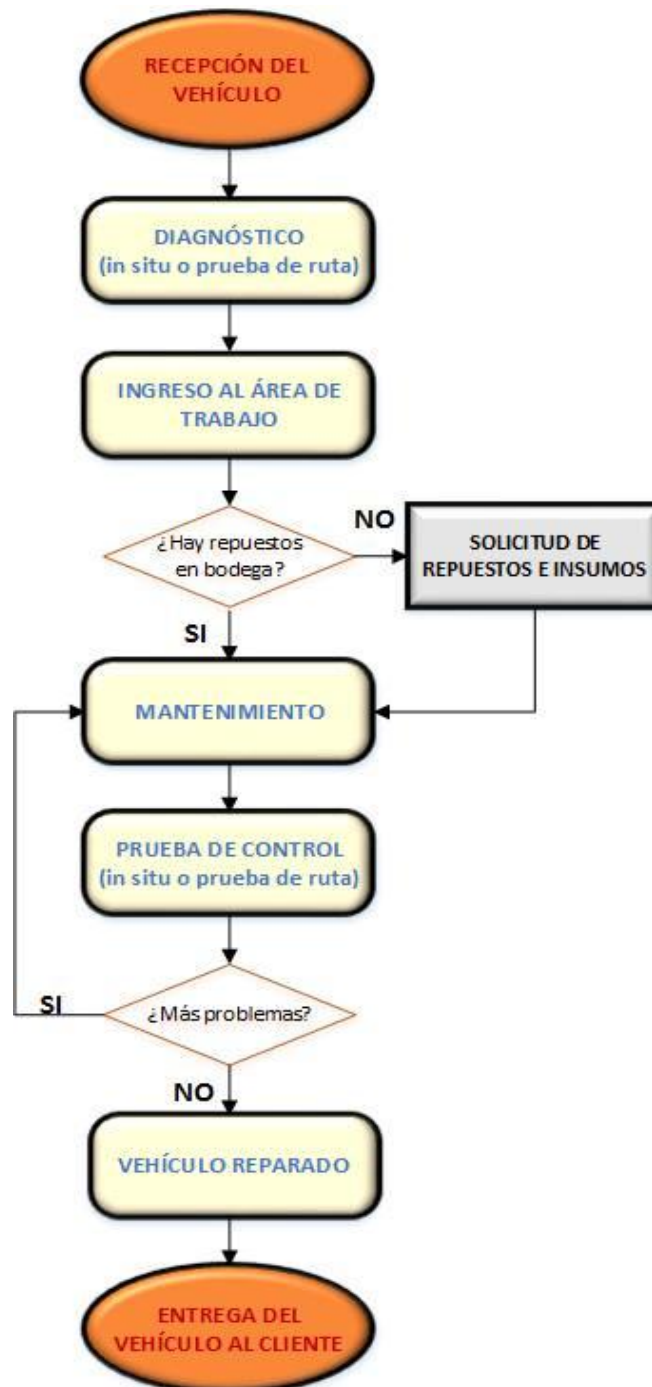 RECEPCIÓN DEL
VEHÍCULO
DIAGNÓSTICO
(in situ o prueba de ruta)
INGRESO AL ÁREA DE
TRABAJO
¿Hay repuestos
en bodega?
NO
SOLICITUD DE
REPUESTOS E INSUMOS
SI
MANTENIMIENTO
PRUEBA DE CONTROL
(in situ o prueba de ruta)
SI
¿Más problemas?
NO
VEHÍCULO REPARADO
ENTREGA DEL
VEHÍCULO AL CLIENTE